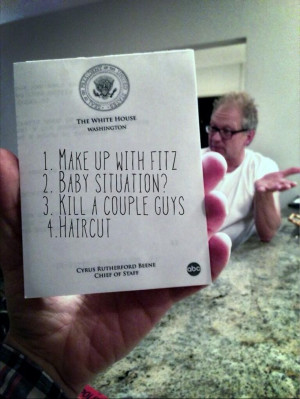 THE WHITE HOUSE
WASHINGTON
1. MAKE UP WITH FITZ
2. BABY SITUATION?
3. KILL A COUPLE GUYS
4.HAIRCUT
CYRUS RUTHERFORD BEENE
CHIEF OF STAFF
abc